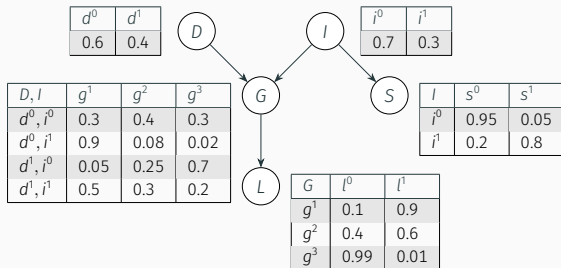 d⁰ d¹
0.6 0.4
D
I
i⁰ i¹
0.7 0.3
D, I g¹ g² g³
d⁰, i⁰ 0.3 0.4 0.3
d⁰, i¹ 0.9 0.08 0.02
d¹, i⁰ 0.05 0.25 0.7
d¹, i¹ 0.5 0.3 0.2
G
S
I s⁰ s¹
i⁰ 0.95 0.05
i¹ 0.2 0.8
L
G l⁰ l¹
g¹ 0.1 0.9
g² 0.4 0.6
g³ 0.99 0.01